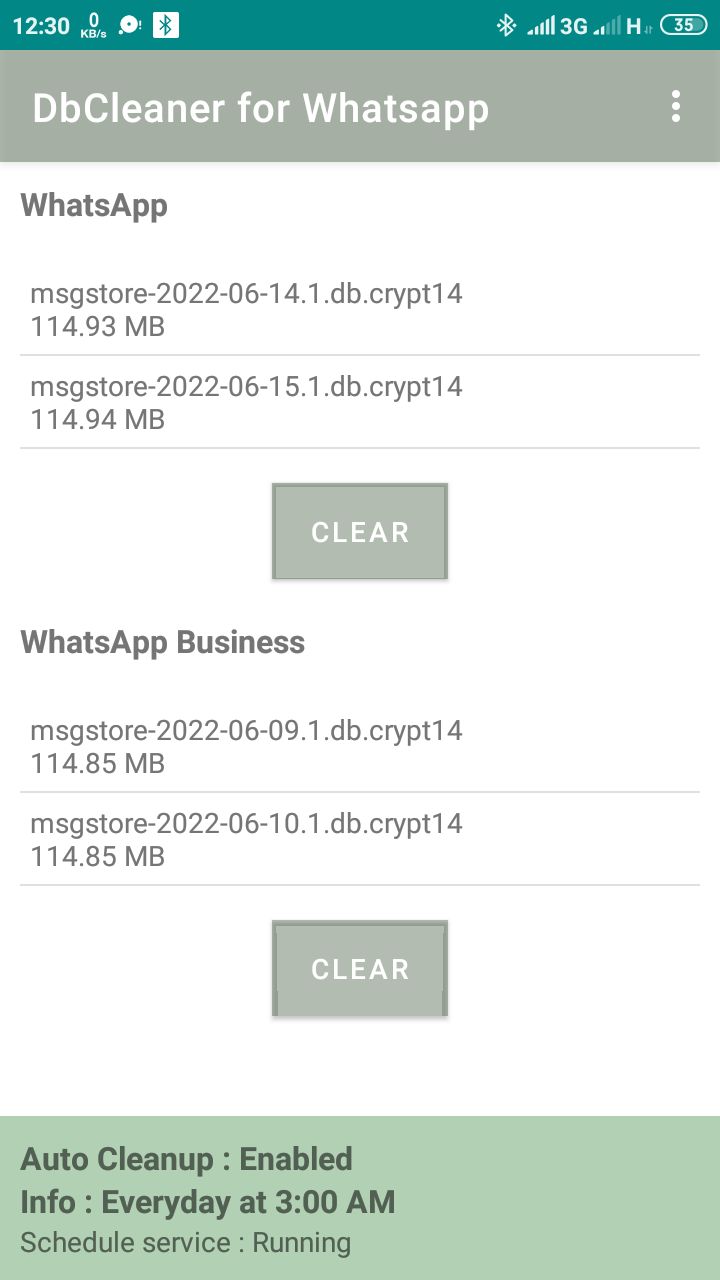 12:30 0 KB/s 3G H 35
DbCleaner for Whatsapp
WhatsApp
msgstore-2022-06-14.1.db.crypt14
114.93 MB
msgstore-2022-06-15.1.db.crypt14
114.94 MB
CLEAR
WhatsApp Business
msgstore-2022-06-09.1.db.crypt14
114.85 MB
msgstore-2022-06-10.1.db.crypt14
114.85 MB
CLEAR
Auto Cleanup : Enabled
Info : Everyday at 3:00 AM
Schedule service : Running